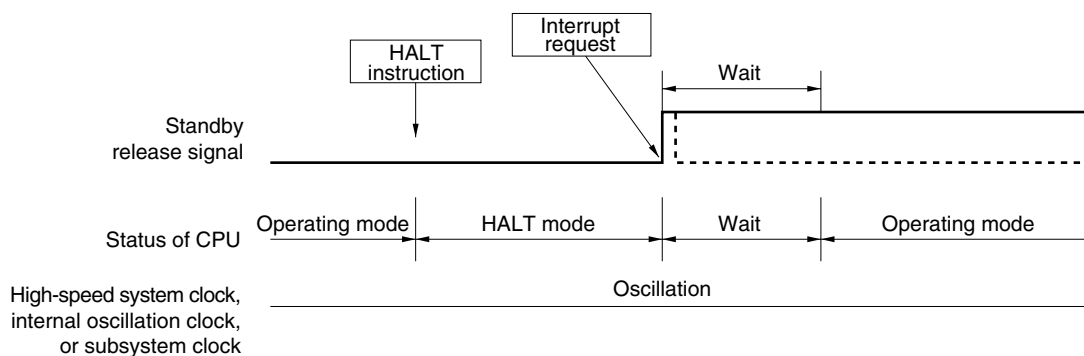 HALT
instruction
Interrupt
request
Wait
Standby
release signal
Status of CPU
Operating mode
HALT mode
Wait
Operating mode
High-speed system clock,
internal oscillation clock,
or subsystem clock
Oscillation